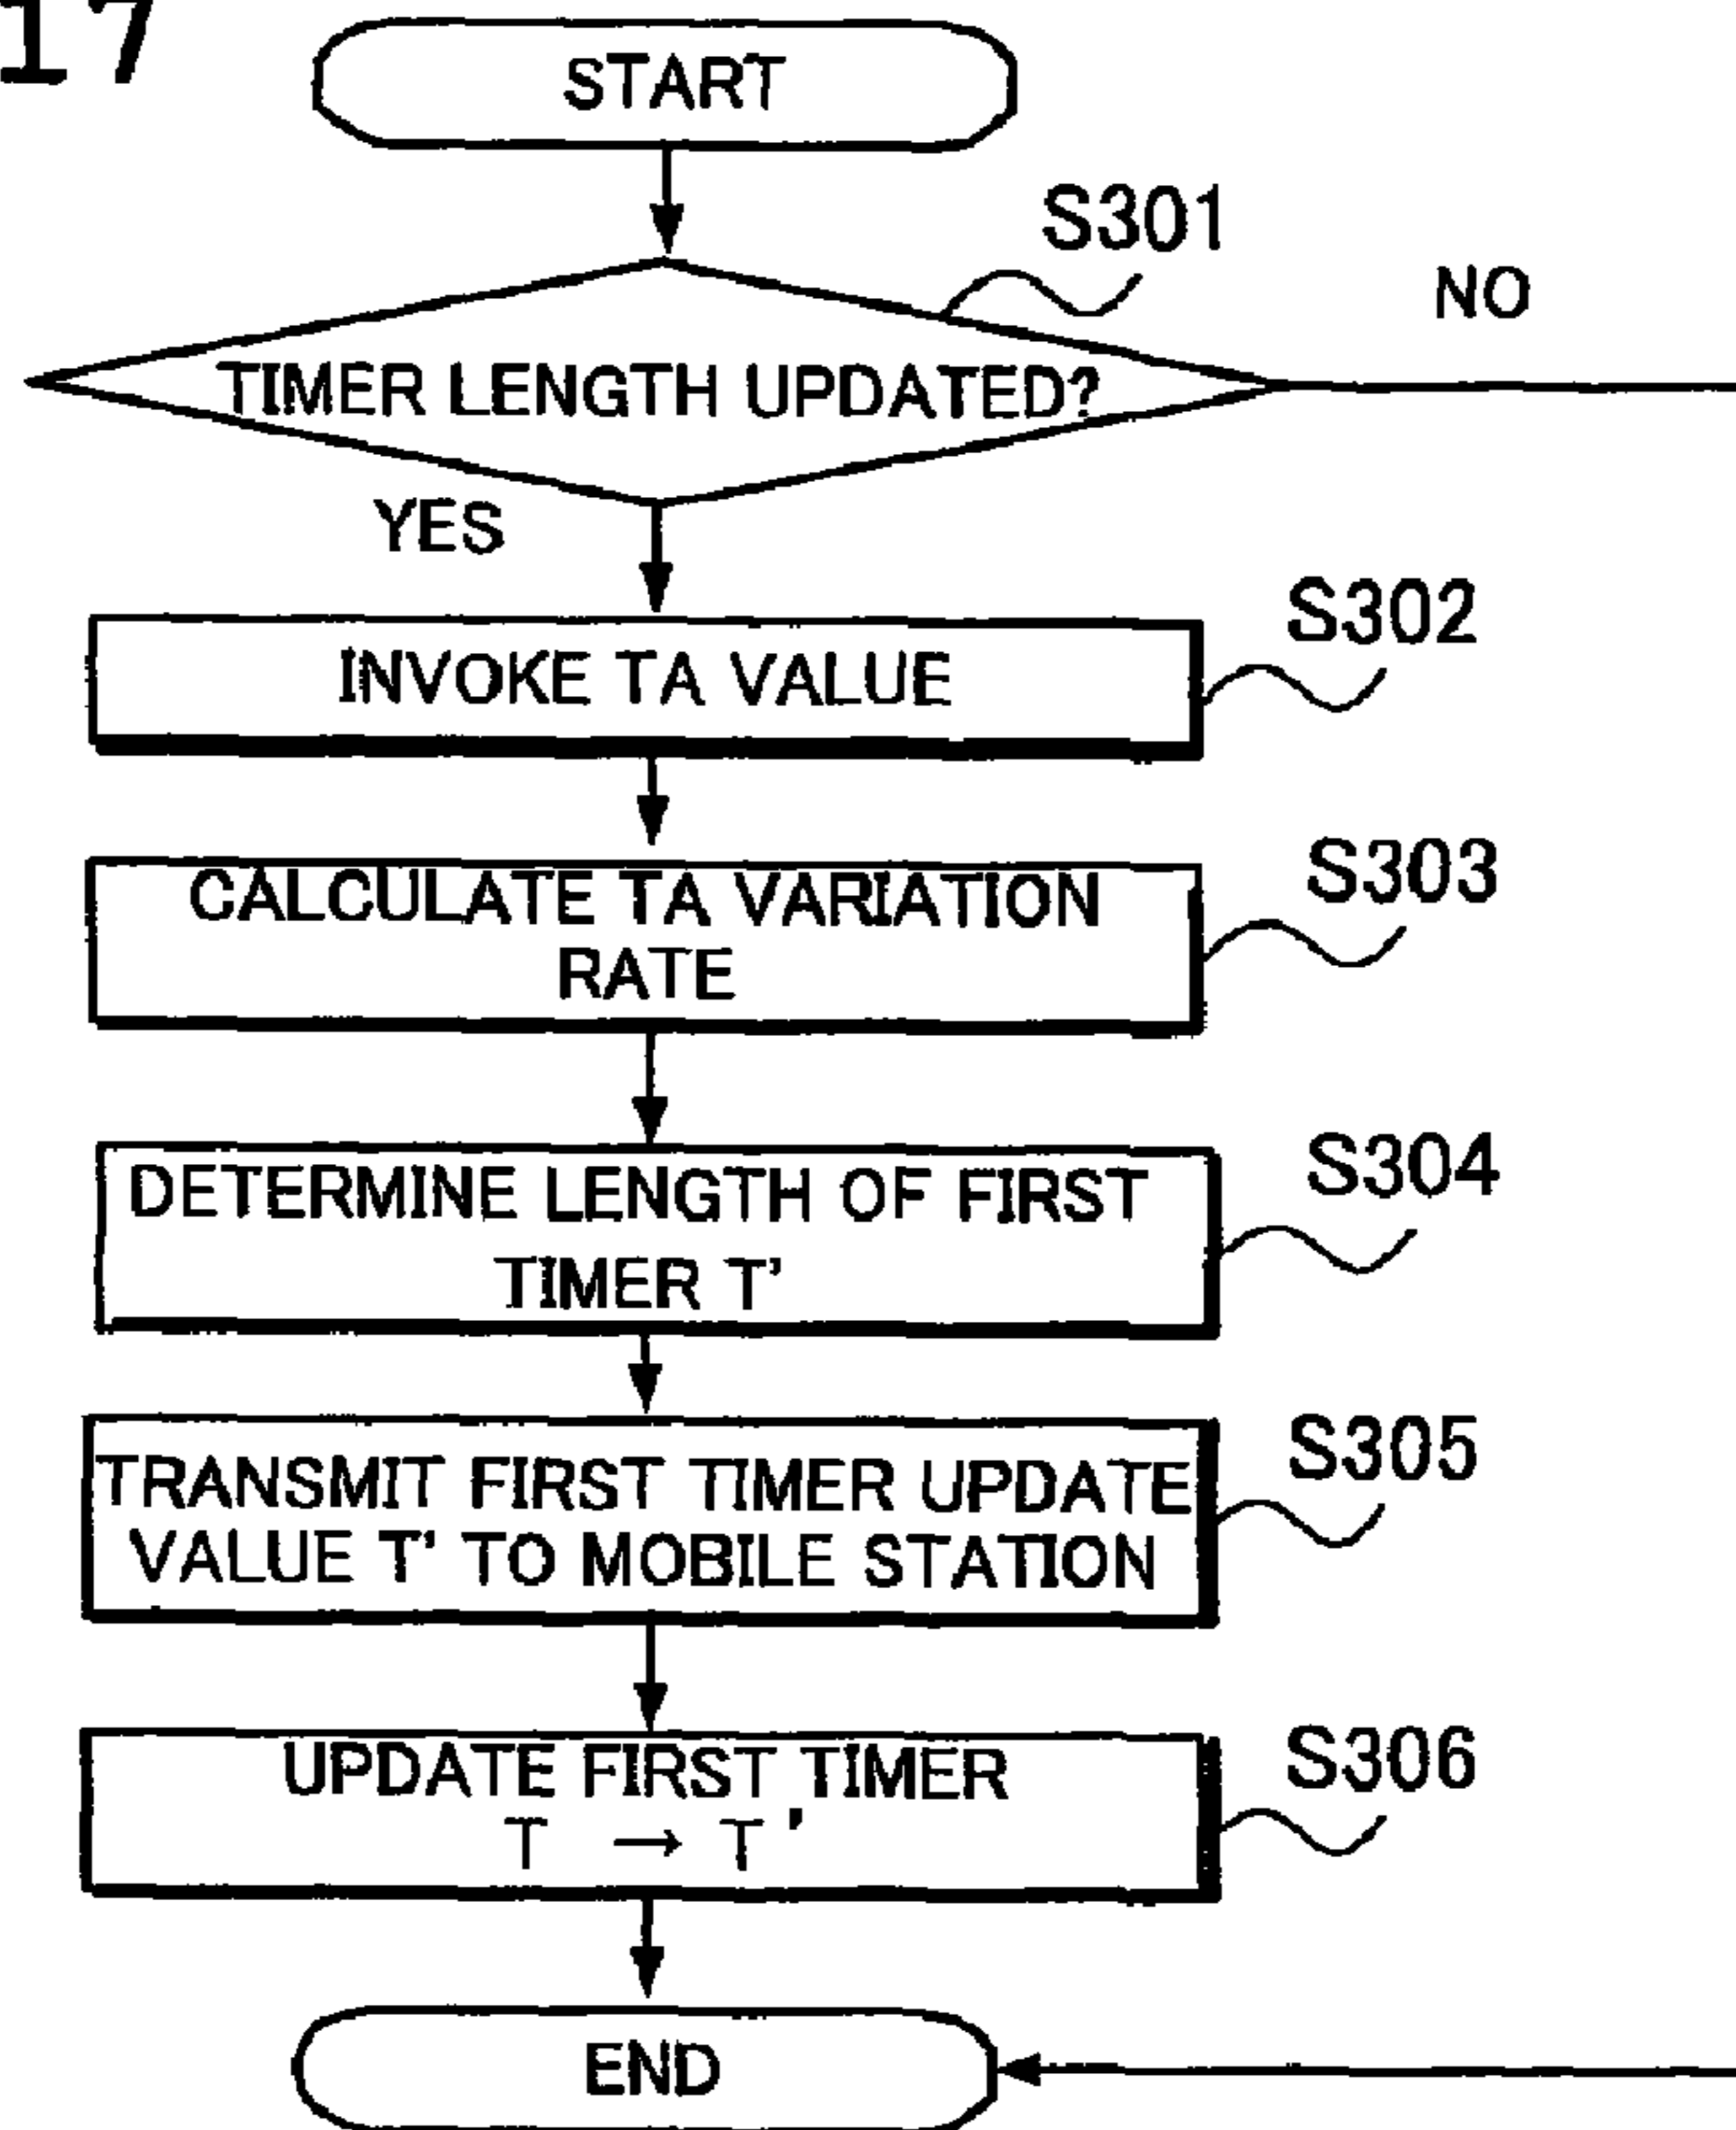 17
START
S301
NO
TIMER LENGTH UPDATED?
YES
S302
INVOKE TA VALUE
S303
CALCULATE TA VARIATION
RATE
S304
DETERMINE LENGTH OF FIRST
TIMER T'
S305
TRANSMIT FIRST TIMER UPDATE
VALUE T' TO MOBILE STATION
S306
UPDATE FIRST TIMER
T → T'
END